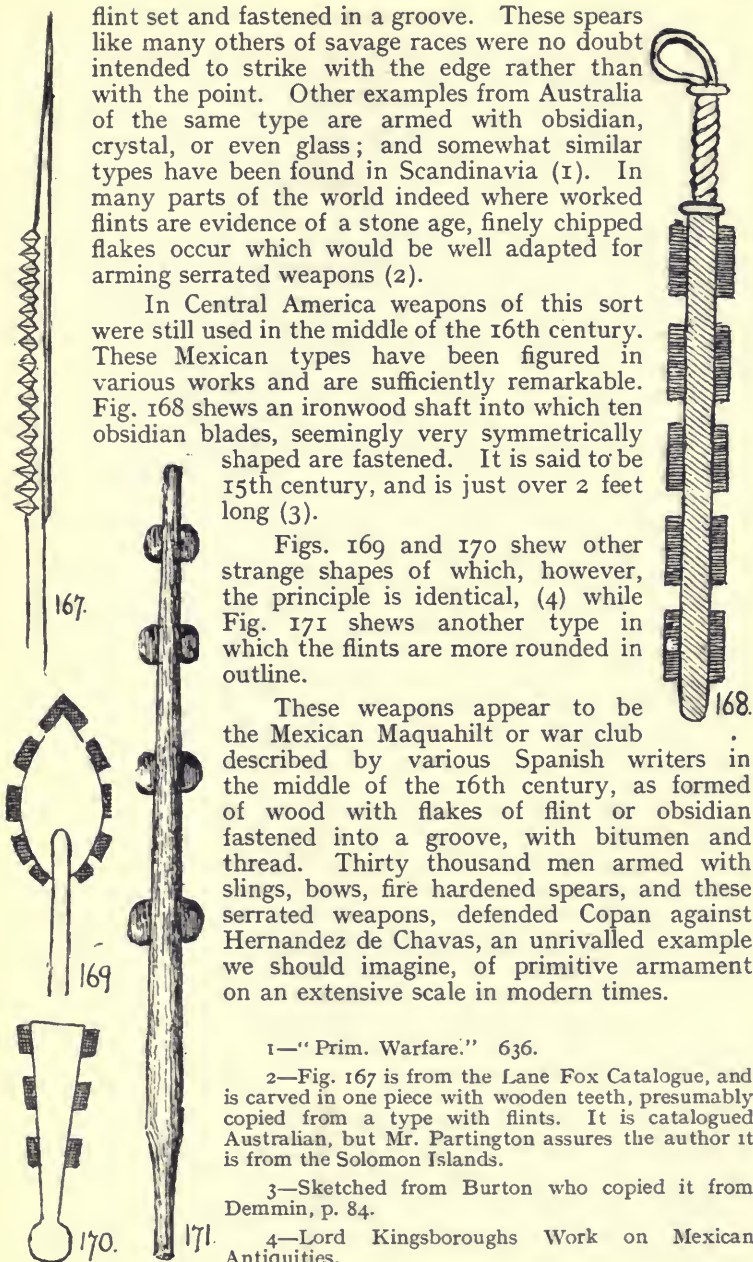 flint set and fastened in a groove. These spears
like many others of savage races were no doubt
intended to strike with the edge rather than
with the point. Other examples from Australia
of the same type are armed with obsidian,
crystal, or even glass; and somewhat similar
types have been found in Scandinavia (1). In
many parts of the world indeed where worked
flints are evidence of a stone age, finely chipped
flakes occur which would be well adapted for
arming serrated weapons (2).
In Central America weapons of this sort
were still used in the middle of the 16th century.
These Mexican types have been figured in
various works and are sufficiently remarkable.
Fig. 168 shews an ironwood shaft into which ten
obsidian blades, seemingly very symmetrically
shaped are fastened. It is said to be
15th century, and is just over 2 feet
long (3).
Figs. 169 and 170 shew other
strange shapes of which, however,
the principle is identical, (4) while
Fig. 171 shews another type in
which the flints are more rounded in
outline.
These weapons appear to be
the Mexican Maquahilt or war club
described by various Spanish writers in
the middle of the 16th century, as formed
of wood with flakes of flint or obsidian
fastened into a groove, with bitumen and
thread. Thirty thousand men armed with
slings, bows, fire hardened spears, and these
serrated weapons, defended Copan against
Hernandez de Chavas, an unrivalled example
we should imagine, of primitive armament
on an extensive scale in modern times.
1—"Prim. Warfare." 636.
2—Fig. 167 is from the Lane Fox Catalogue, and
is carved in one piece with wooden teeth, presumably
copied from a type with flints. It is catalogued
Australian, but Mr. Partington assures the author it
is from the Solomon Islands.
3—Sketched from Burton who copied it from
Demmin, p. 84.
4—Lord Kingsboroughs Work on Mexican
Antiquities.
167.
168.
169
170.
171.